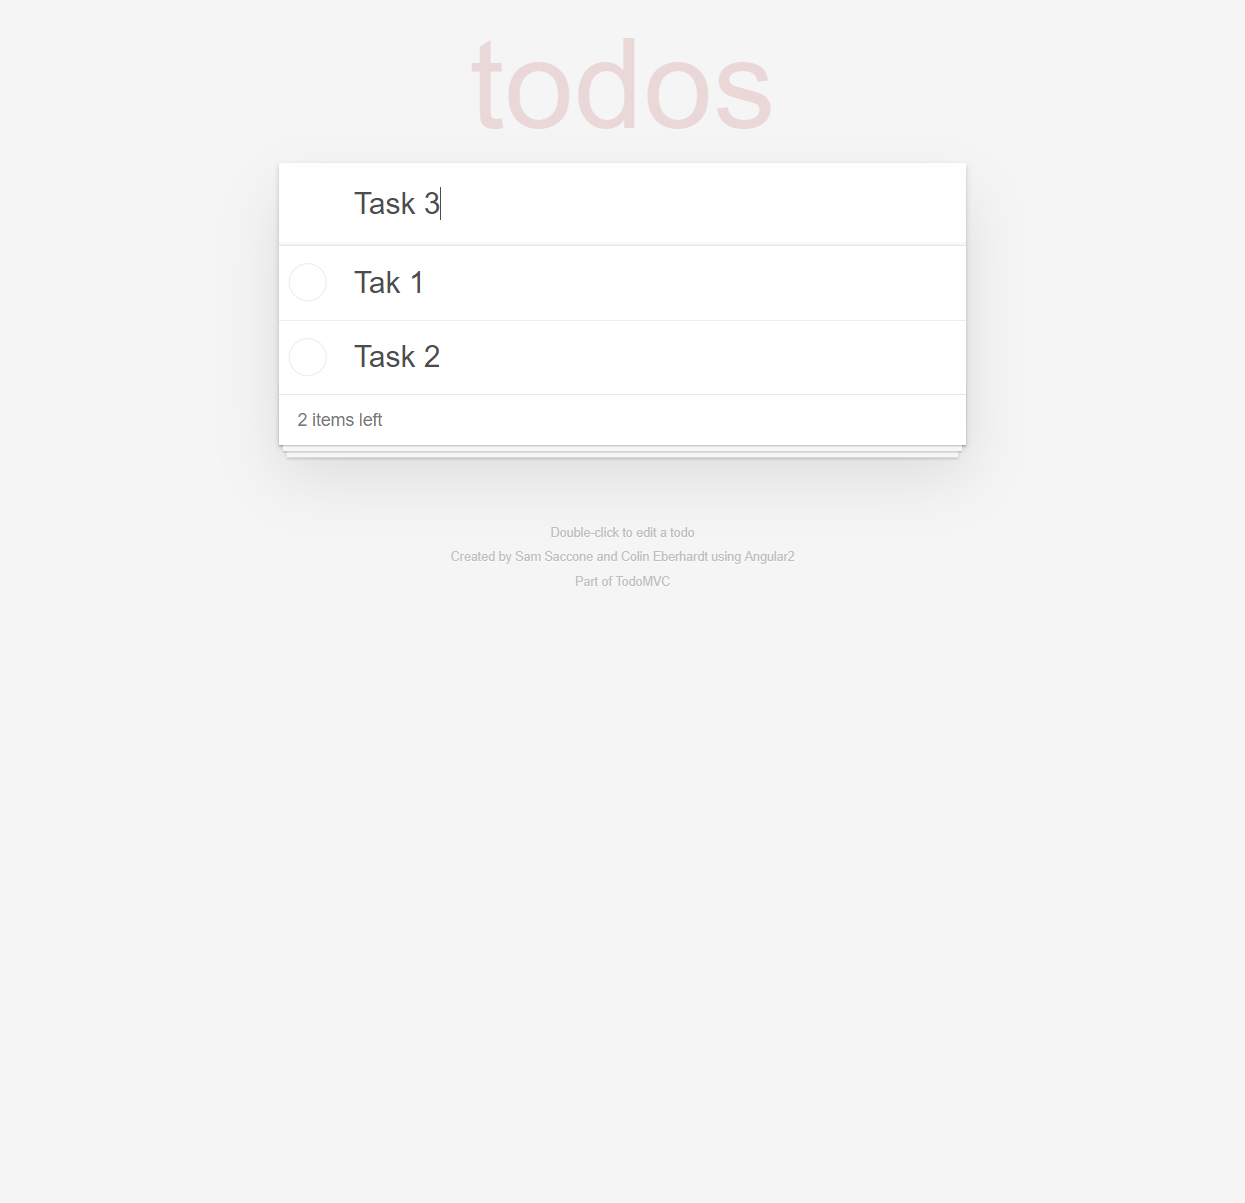 todos
Task 3
Tak 1
Task 2
2 items left
Double-click to edit a todo
Created by Sam Saccone and Colin Eberhardt using Angular2
Part of TodoMVC